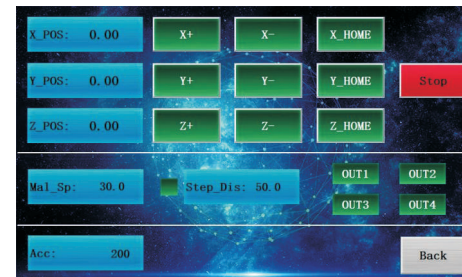 X_POS: 0.00 X+ X- X_HOME
Y_POS: 0.00 Y+ Y- Y_HOME Stop
Z_POS: 0.00 Z+ Z- Z_HOME
Mal_Sp: 30.0 Step_Dis: 50.0 OUT1 OUT2
OUT3 OUT4
Acc: 200 Back